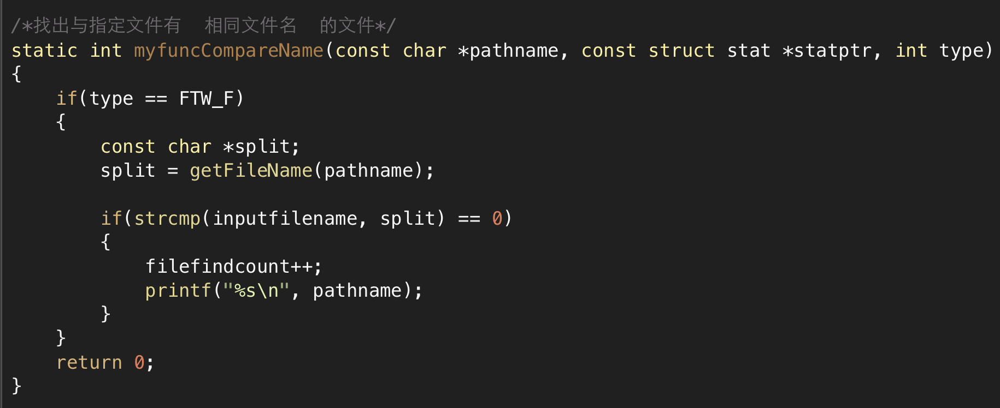 /*找出与指定文件有  相同文件名  的文件*/
static int myfuncCompareName(const char *pathname, const struct stat *statptr, int type)
{
    if(type == FTW_F)
    {
        const char *split;
        split = getFileName(pathname);

        if(strcmp(inputfilename, split) == 0)
        {
            filefindcount++;
            printf("%s\n", pathname);
        }
    }
    return 0;
}